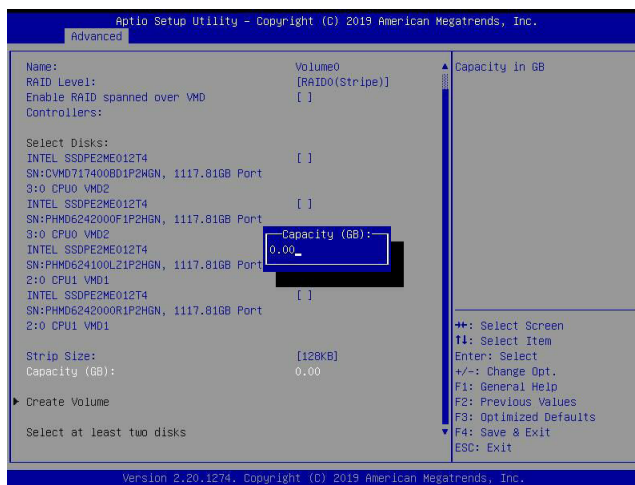 Aptio Setup Utility – Copyright (C) 2019 American Megatrends, Inc.
Advanced
Name: Volume0
RAID Level: [RAID0(Stripe)]
Enable RAID spanned over VMD [ ]
Controllers:
Select Disks:
INTEL SSDPE2ME012T4 [ ]
SN:CVMD717400BD1P2WGN, 1117.81GB Port
3:0 CPU0 VMD2
INTEL SSDPE2ME012T4 [ ]
SN:PHMD6242000F1P2HGN, 1117.81GB Port
3:0 CPU0 VMD2
INTEL SSDPE2ME012T4
SN:PHMD624100LZ1P2HGN, 1117.81GB Port
2:0 CPU1 VMD1
INTEL SSDPE2ME012T4 [ ]
SN:PHMD6242000R1P2HGN, 1117.81GB Port
2:0 CPU1 VMD1
Strip Size: [128KB]
Capacity (GB): 0.00
Create Volume
Select at least two disks
Capacity (GB):
0.00_
Capacity in GB
→←: Select Screen
↑↓: Select Item
Enter: Select
+/-: Change Opt.
F1: General Help
F2: Previous Values
F3: Optimized Defaults
F4: Save & Exit
ESC: Exit
Version 2.20.1274. Copyright (C) 2019 American Megatrends, Inc.